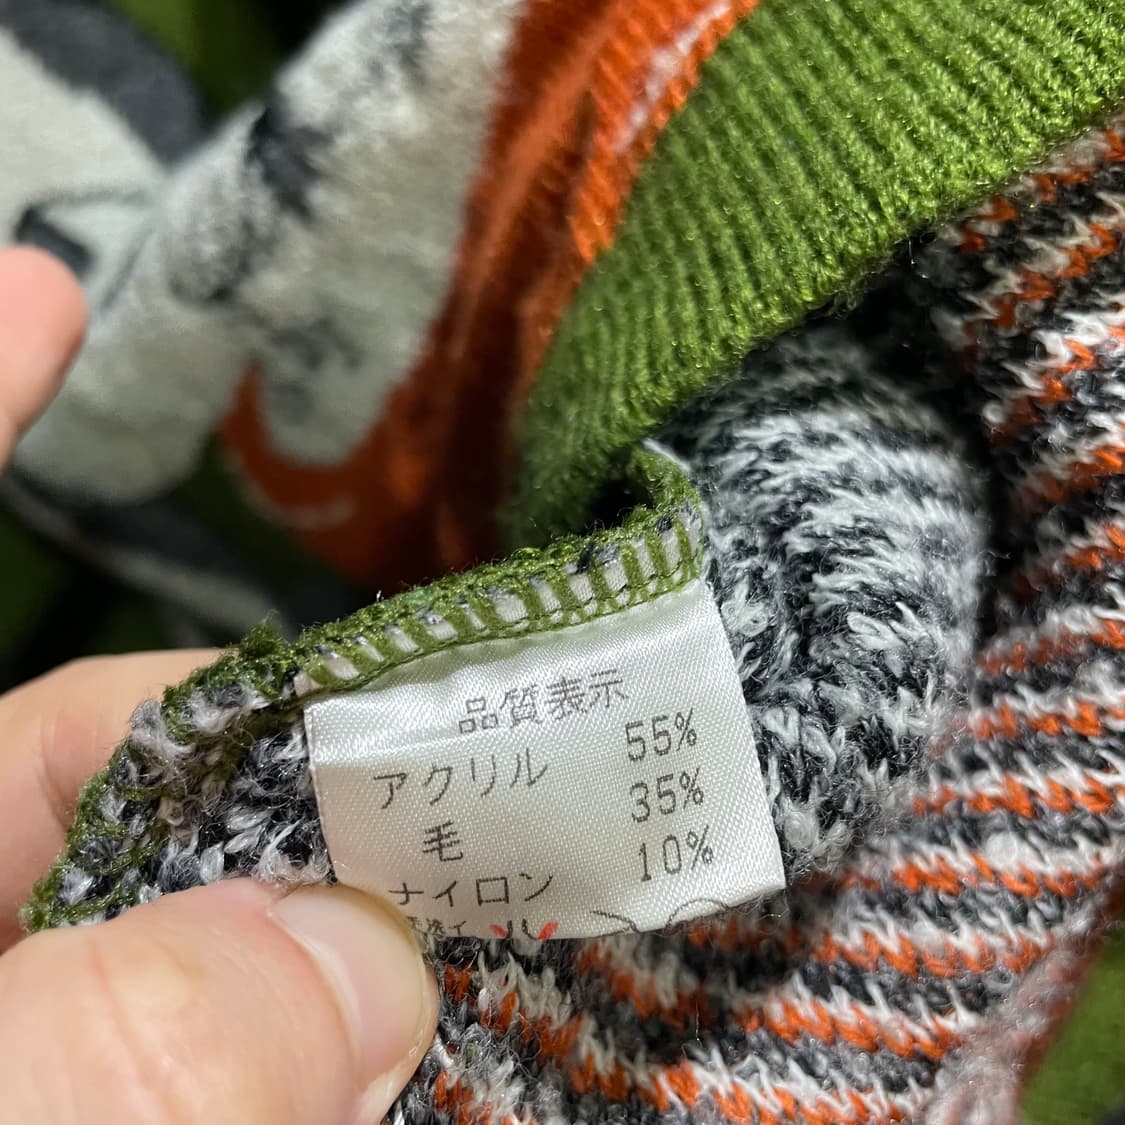 品質表示
アクリル 55%
毛 35%
ナイロン 10%